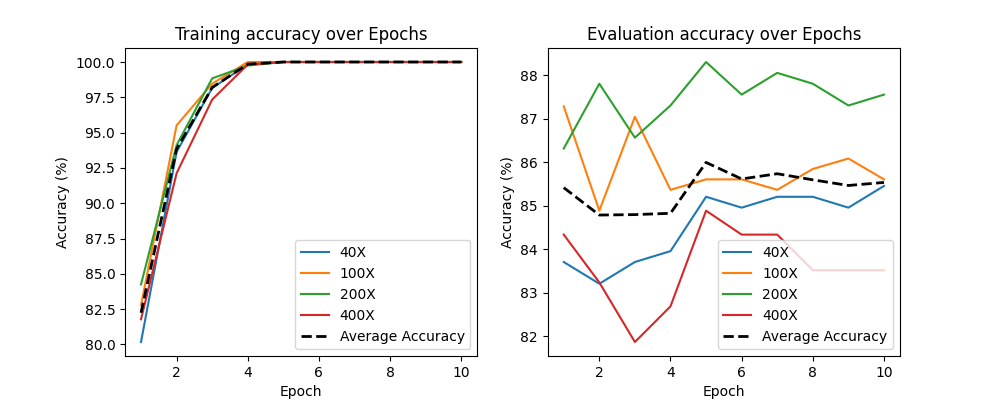 Training accuracy over Epochs
Accuracy (%)
100.0
97.5
95.0
92.5
90.0
87.5
85.0
82.5
80.0
2
4
6
8
10
Epoch
40X
100X
200X
400X
Average Accuracy
Evaluation accuracy over Epochs
Accuracy (%)
88
87
86
85
84
83
82
2
4
6
8
10
Epoch
40X
100X
200X
400X
Average Accuracy